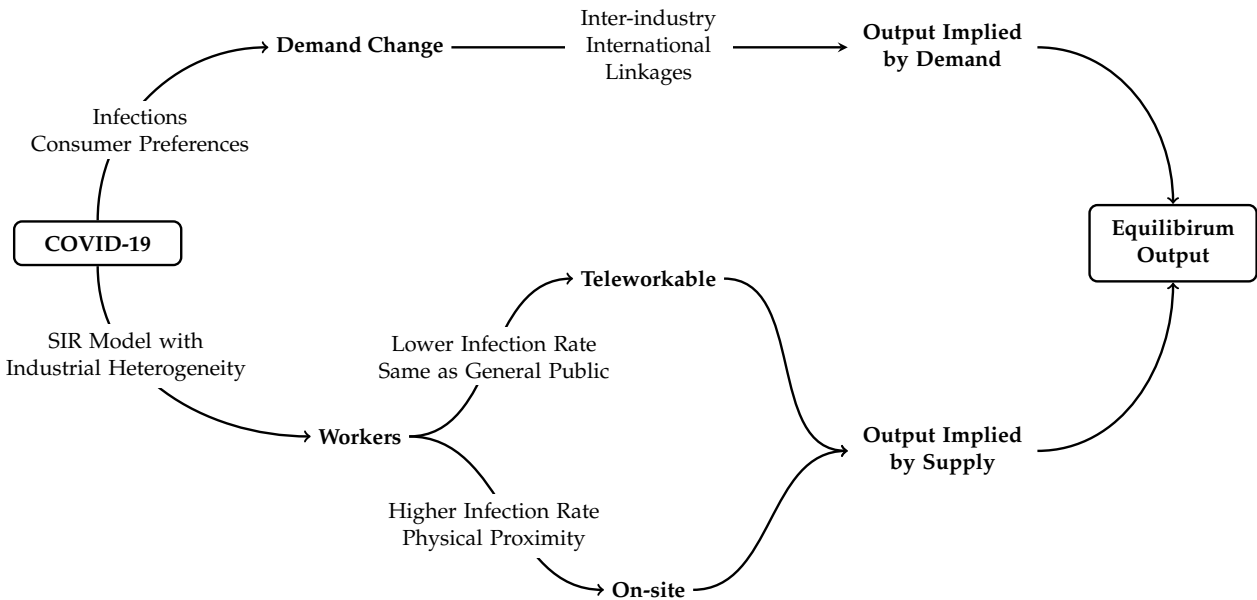 Demand Change
Inter-industry
International
Linkages
Output Implied
by Demand
Infections
Consumer Preferences
COVID-19
Equilibirum
Output
Teleworkable
SIR Model with
Industrial Heterogeneity
Lower Infection Rate
Same as General Public
Workers
Output Implied
by Supply
Higher Infection Rate
Physical Proximity
On-site